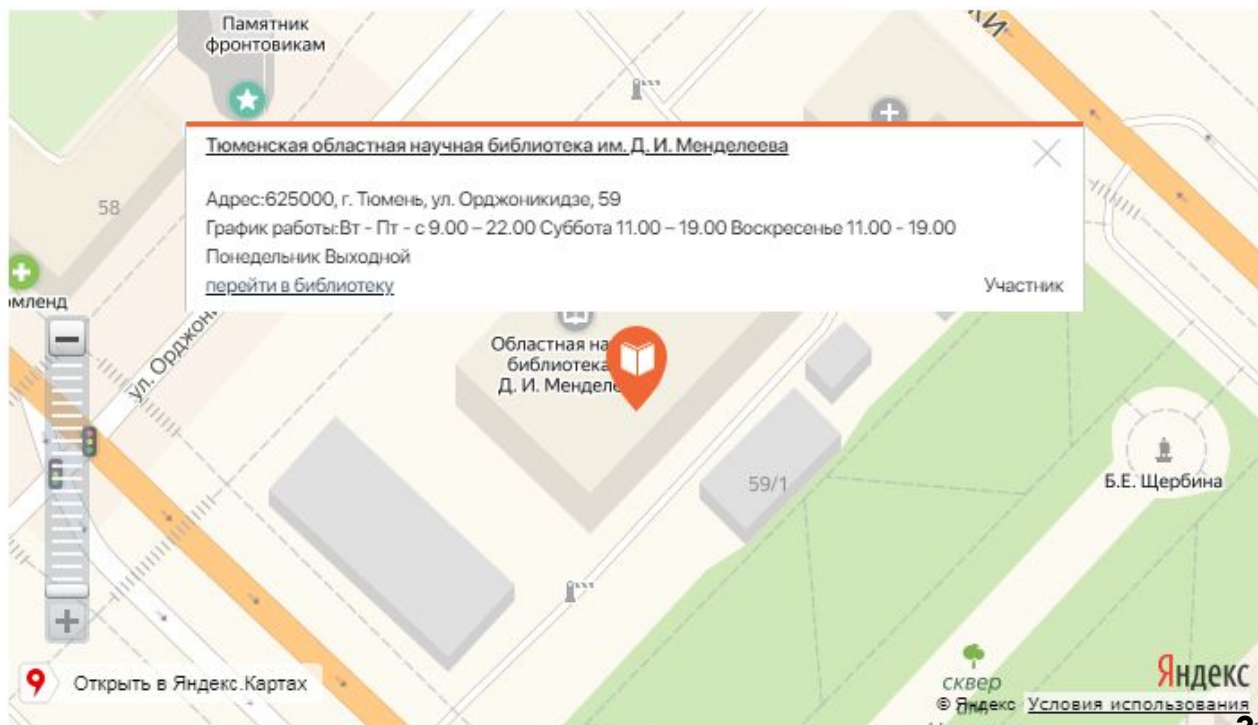 Памятник
фронтовикам
Тюменская областная научная библиотека им. Д. И. Менделеева
Адрес:625000, г. Тюмень, ул. Орджоникидзе, 59
График работы:Вт - Пт - с 9.00 – 22.00 Суббота 11.00 – 19.00 Воскресенье 11.00 - 19.00
Понедельник Выходной
перейти в библиотеку
Участник
58
мленд
ул. Орджони
Областная на
библиотека
Д. И. Мендел
59/1
Б.Е. Щербина
Открыть в Яндекс.Картах
сквер
Яндекс
© Яндекс Условия использования